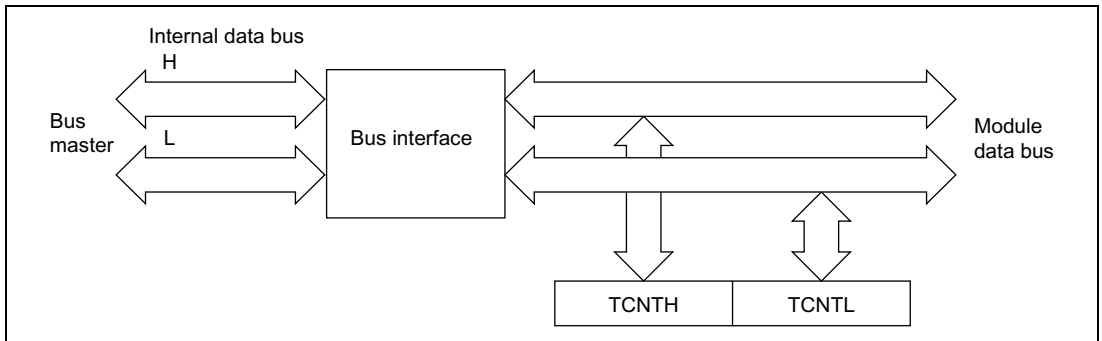 Internal data bus
H
Bus
master
L
Bus interface
Module
data bus
TCNTH
TCNTL